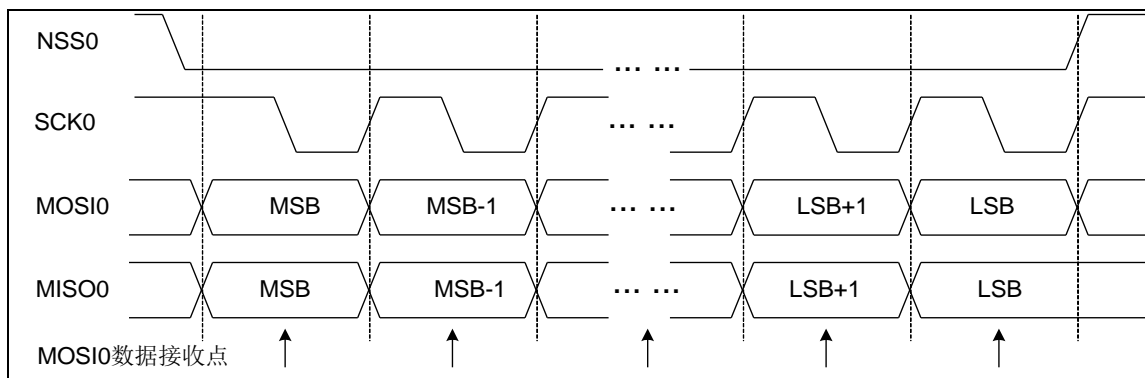 NSS0
... ...
SCK0
... ...
MOSI0 MSB MSB-1 ... ... LSB+1 LSB
MISO0 MSB MSB-1 ... ... LSB+1 LSB
MOSI0数据接收点